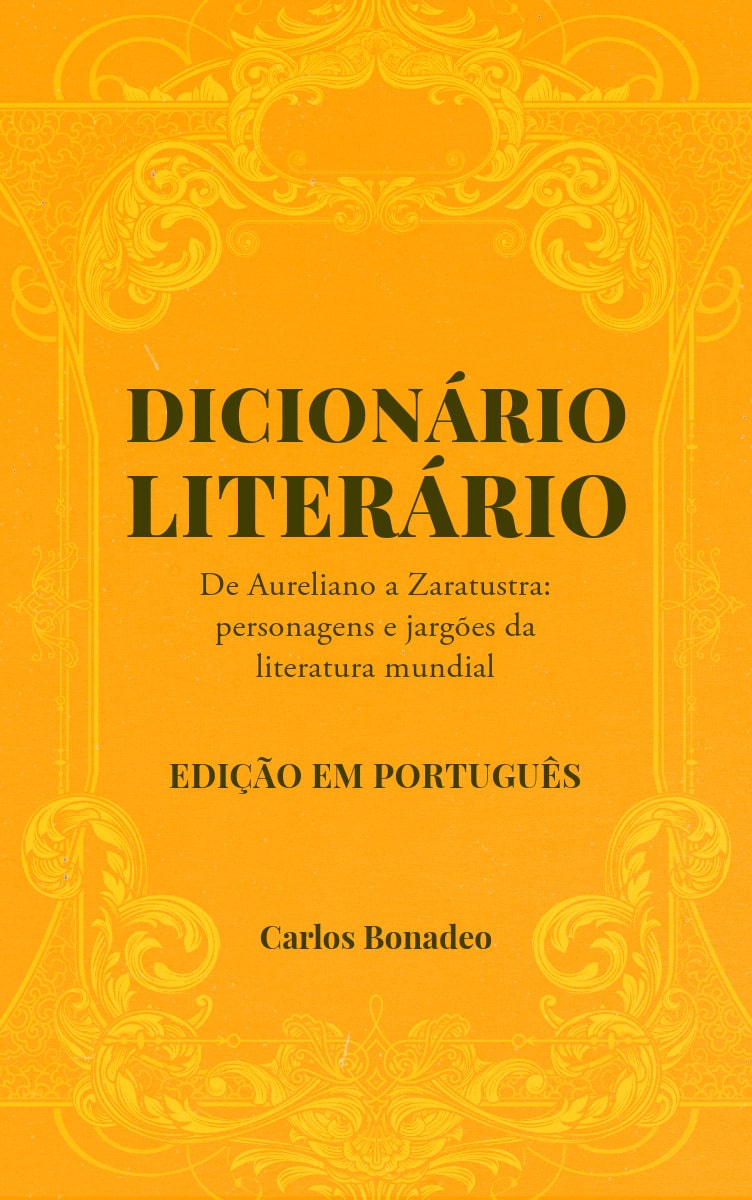 DICIONÁRIO
LITERÁRIO
De Aureliano a Zaratustra:
personagens e jargões da
literatura mundial
EDIÇÃO EM PORTUGUÊS
Carlos Bonadeo